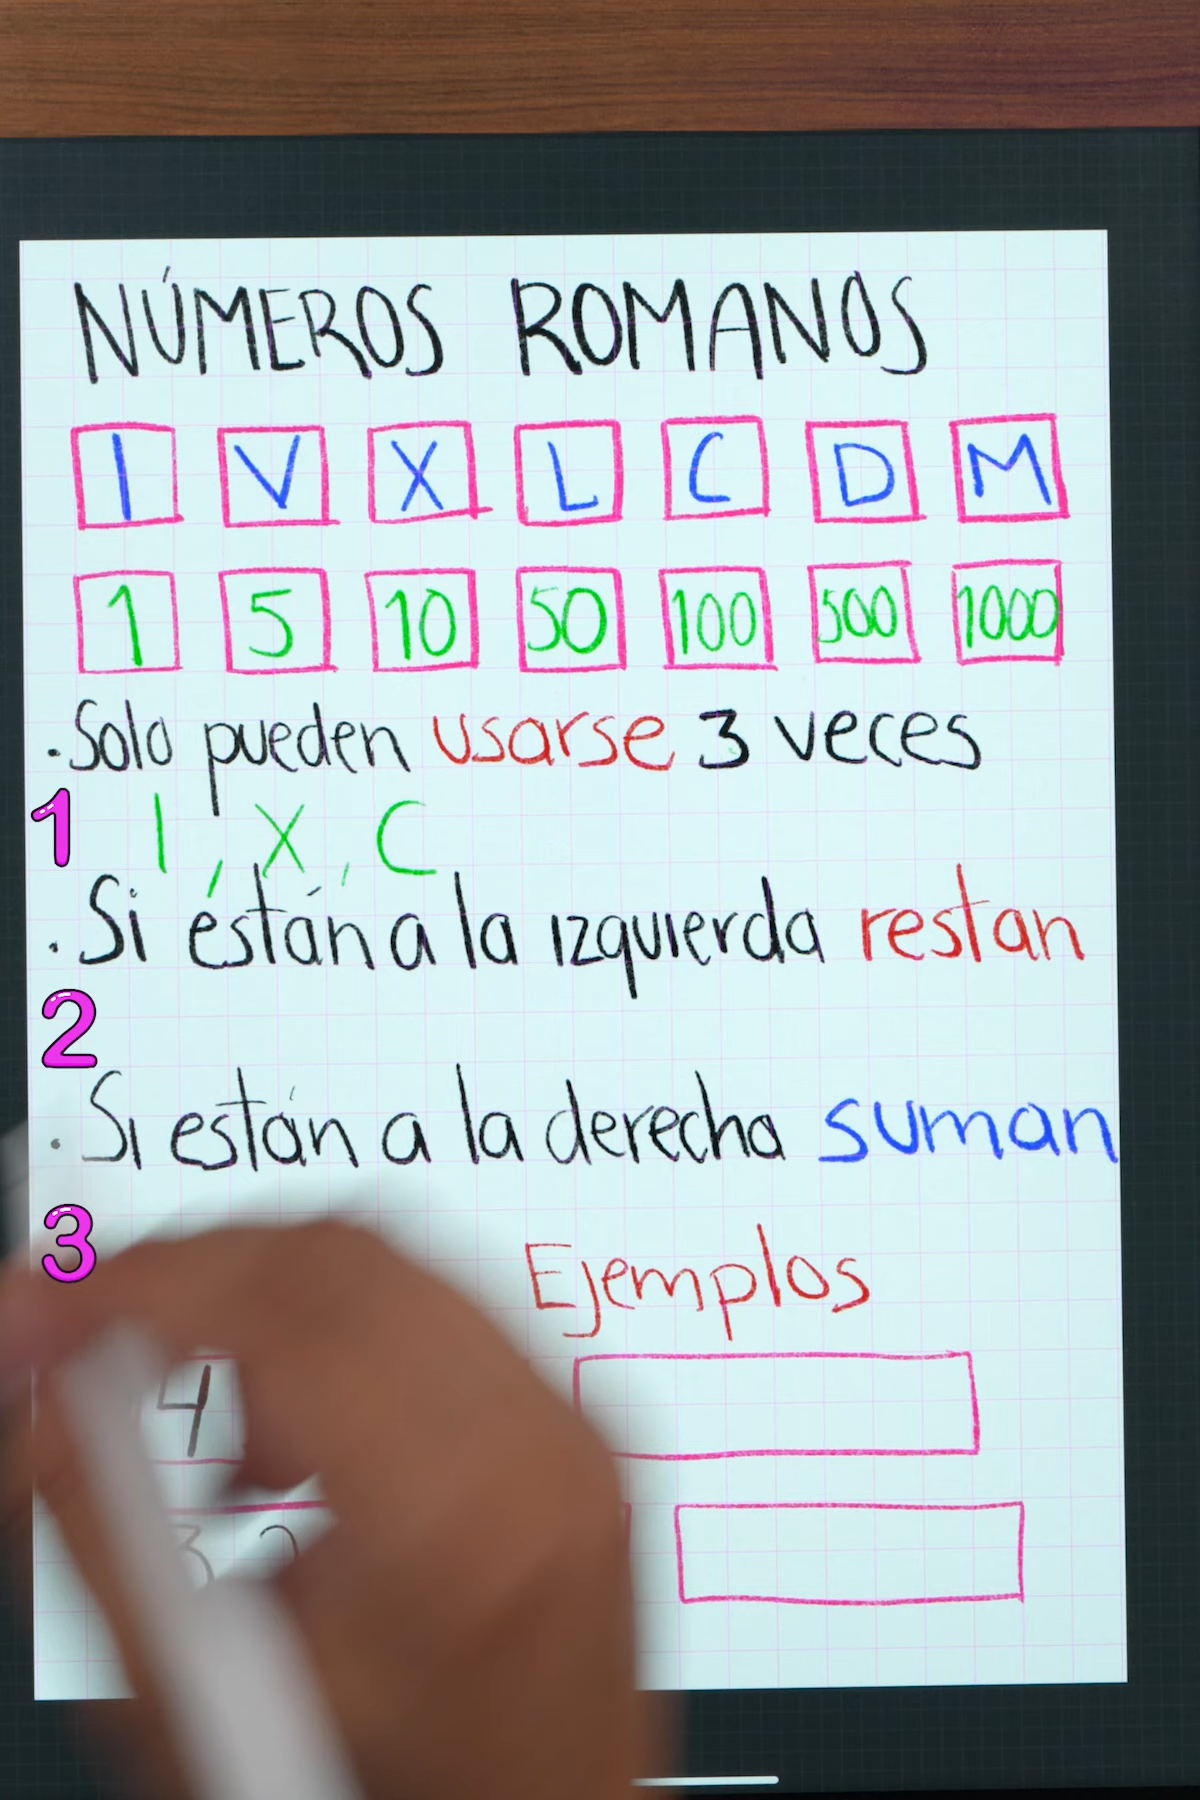 NÚMEROS ROMANOS
I V X L C D M
1 5 10 50 100 500 1000
. Solo pueden usarse 3 veces
1 I, X, C
. Si están a la izquierda restan
2
. Si están a la derecha suman
3
Ejemplos
4